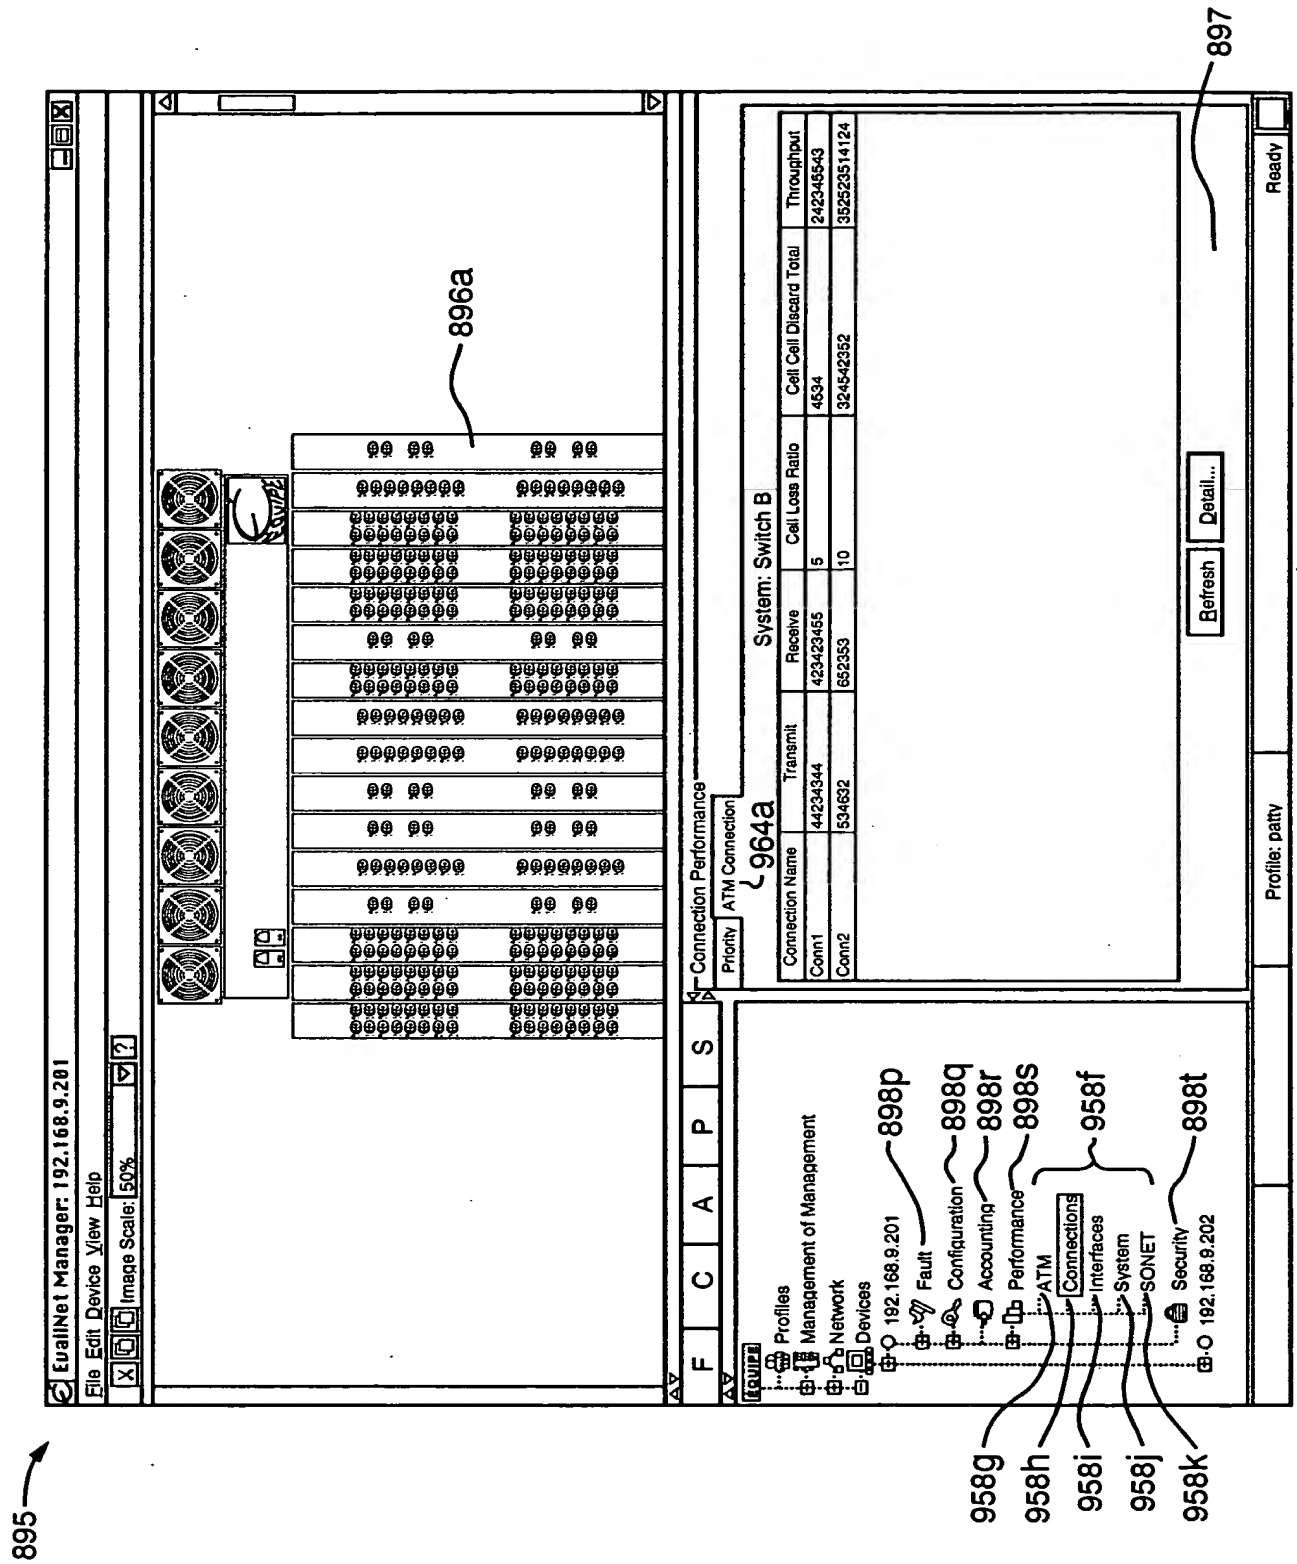 895
EvailNet Manager: 192.168.9.201
File Edit Device View Help
Image Scale: 50% ?
EQUIPE
896a
F C A P S
EQUIPE
Profiles
Management of Management
Network
Devices
192.168.9.201
Fault
898p
Configuration
898q
Accounting
898r
Performance
898s
ATM
Connections
Interfaces
System
SONET
958f
Security
898t
192.168.9.202
958g
958h
958i
958j
958k
Connection Performance
Priority ATM Connection
964a
System: Switch B
Connection Name Transmit Receive Cell Loss Ratio Cell Cell Discard Total Throughput
Conn1 44234344 423423455 5 4534 242345543
Conn2 534632 652353 10 324542352 352523514124
Refresh Detail...
897
Profile: patty Ready